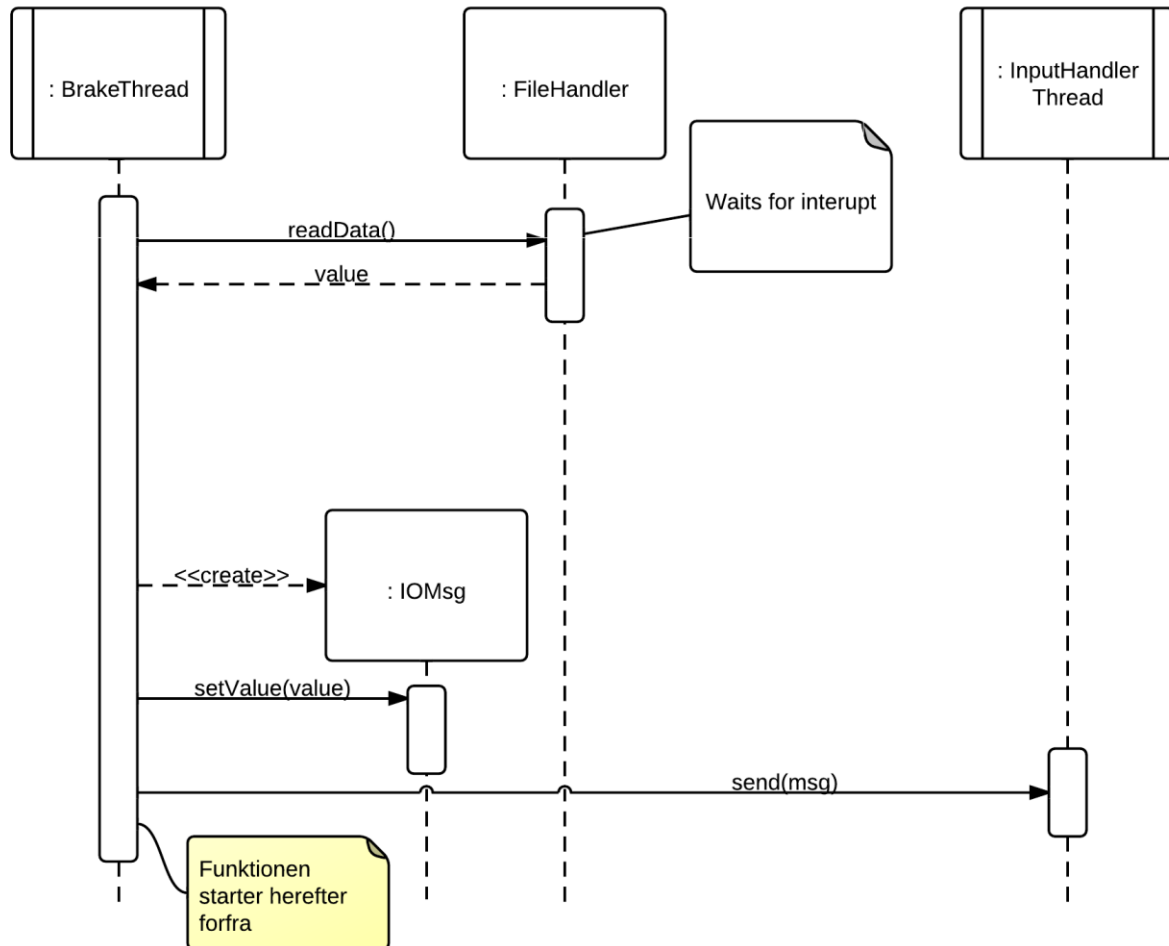 : BrakeThread
: FileHandler
: InputHandler
Thread
Waits for interupt
readData()
value
<<create>>
: IOMsg
setValue(value)
send(msg)
Funktionen
starter herefter
forfra